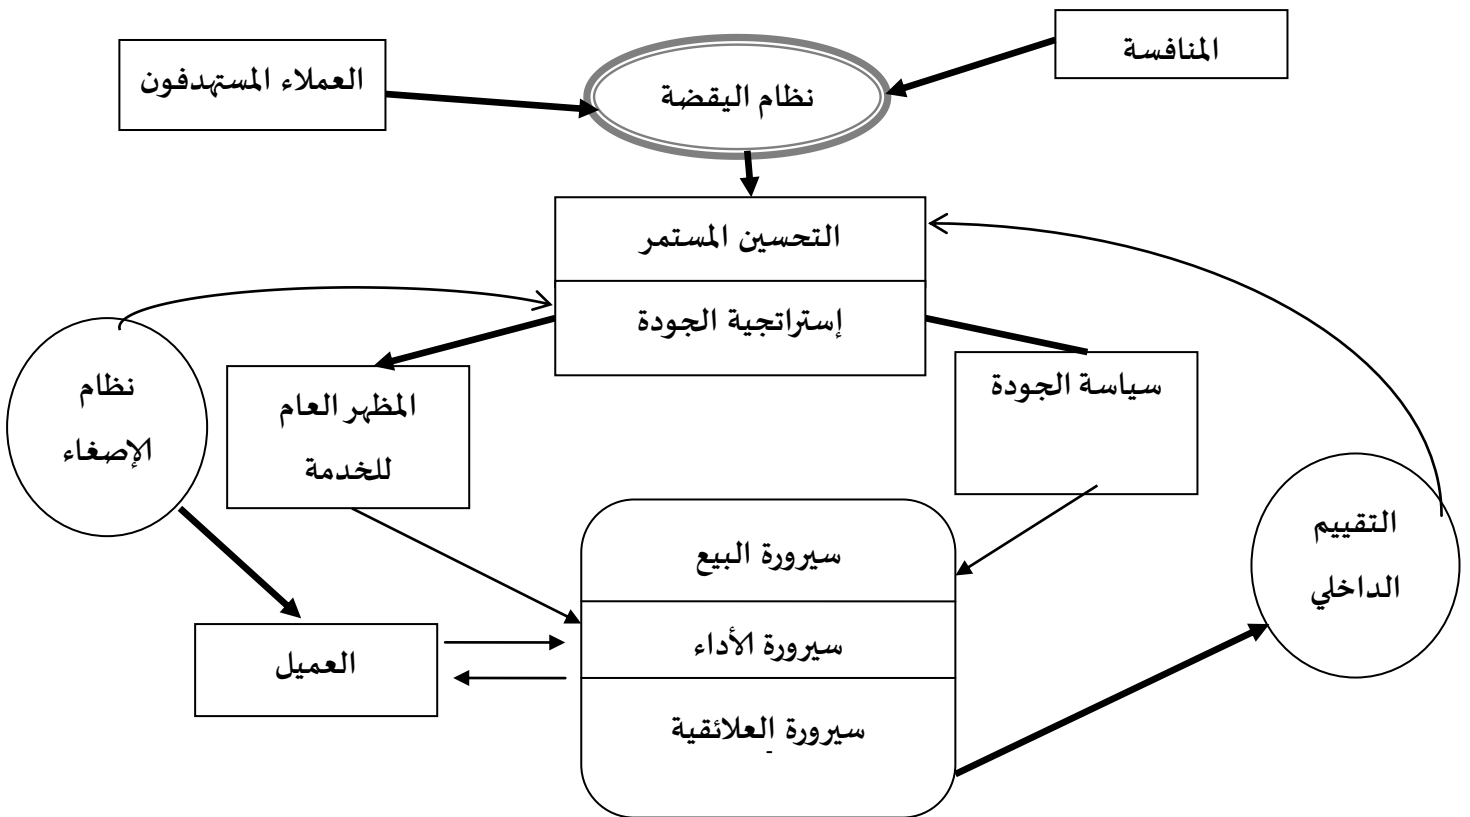 المنافسة
العملاء المستهدفون
نظام اليقضة
التحسين المستمر
إستراتجية الجودة
سياسة الجودة
المظهر العام
للخدمة
نظام
الإصغاء
التقييم
الداخلي
سيرورة البيع
سيرورة الأداء
سيرورة العلائقية
العميل